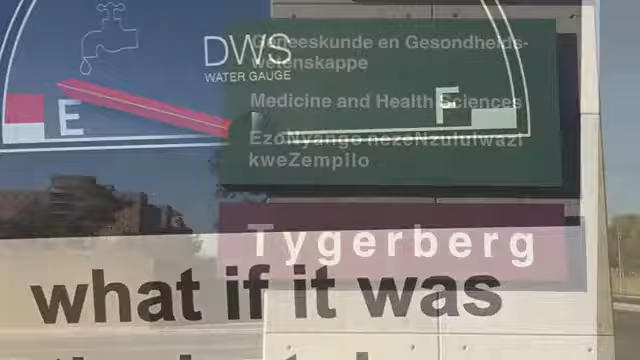 DWS
WATER GAUGE
E
F
Geneeskunde en Gesondheids-
wetenskappe
Medicine and Health Sciences
EzoNyango nezeNzululwazi
kweZempilo
Tygerberg
what if it was